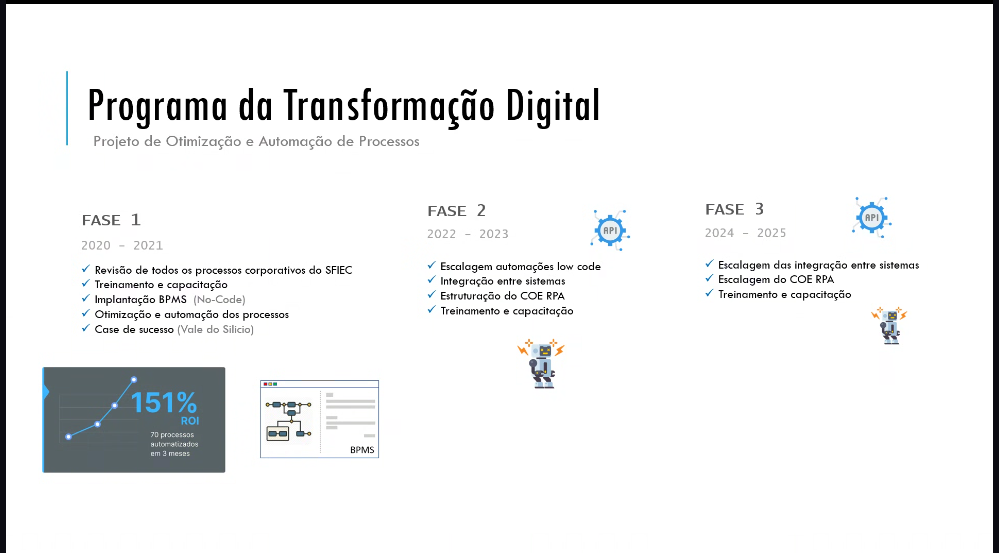 Programa da Transformação Digital
Projeto de Otimização e Automação de Processos
FASE 1
2020 - 2021
✓ Revisão de todos os processos corporativos do SFIEC
✓ Treinamento e capacitação
✓ Implantação BPMS (No-Code)
✓ Otimização e automação dos processos
✓ Case de sucesso (Vale do Silicio)
151%
ROI
70 processos
automatizados
em 3 meses
BPMS
FASE 2
2022 - 2023
API
✓ Escalagem automações low code
✓ Integração entre sistemas
✓ Estruturação do COE RPA
✓ Treinamento e capacitação
FASE 3
2024 - 2025
API
✓ Escalagem das integração entre sistemas
✓ Escalagem do COE RPA
✓ Treinamento e capacitação